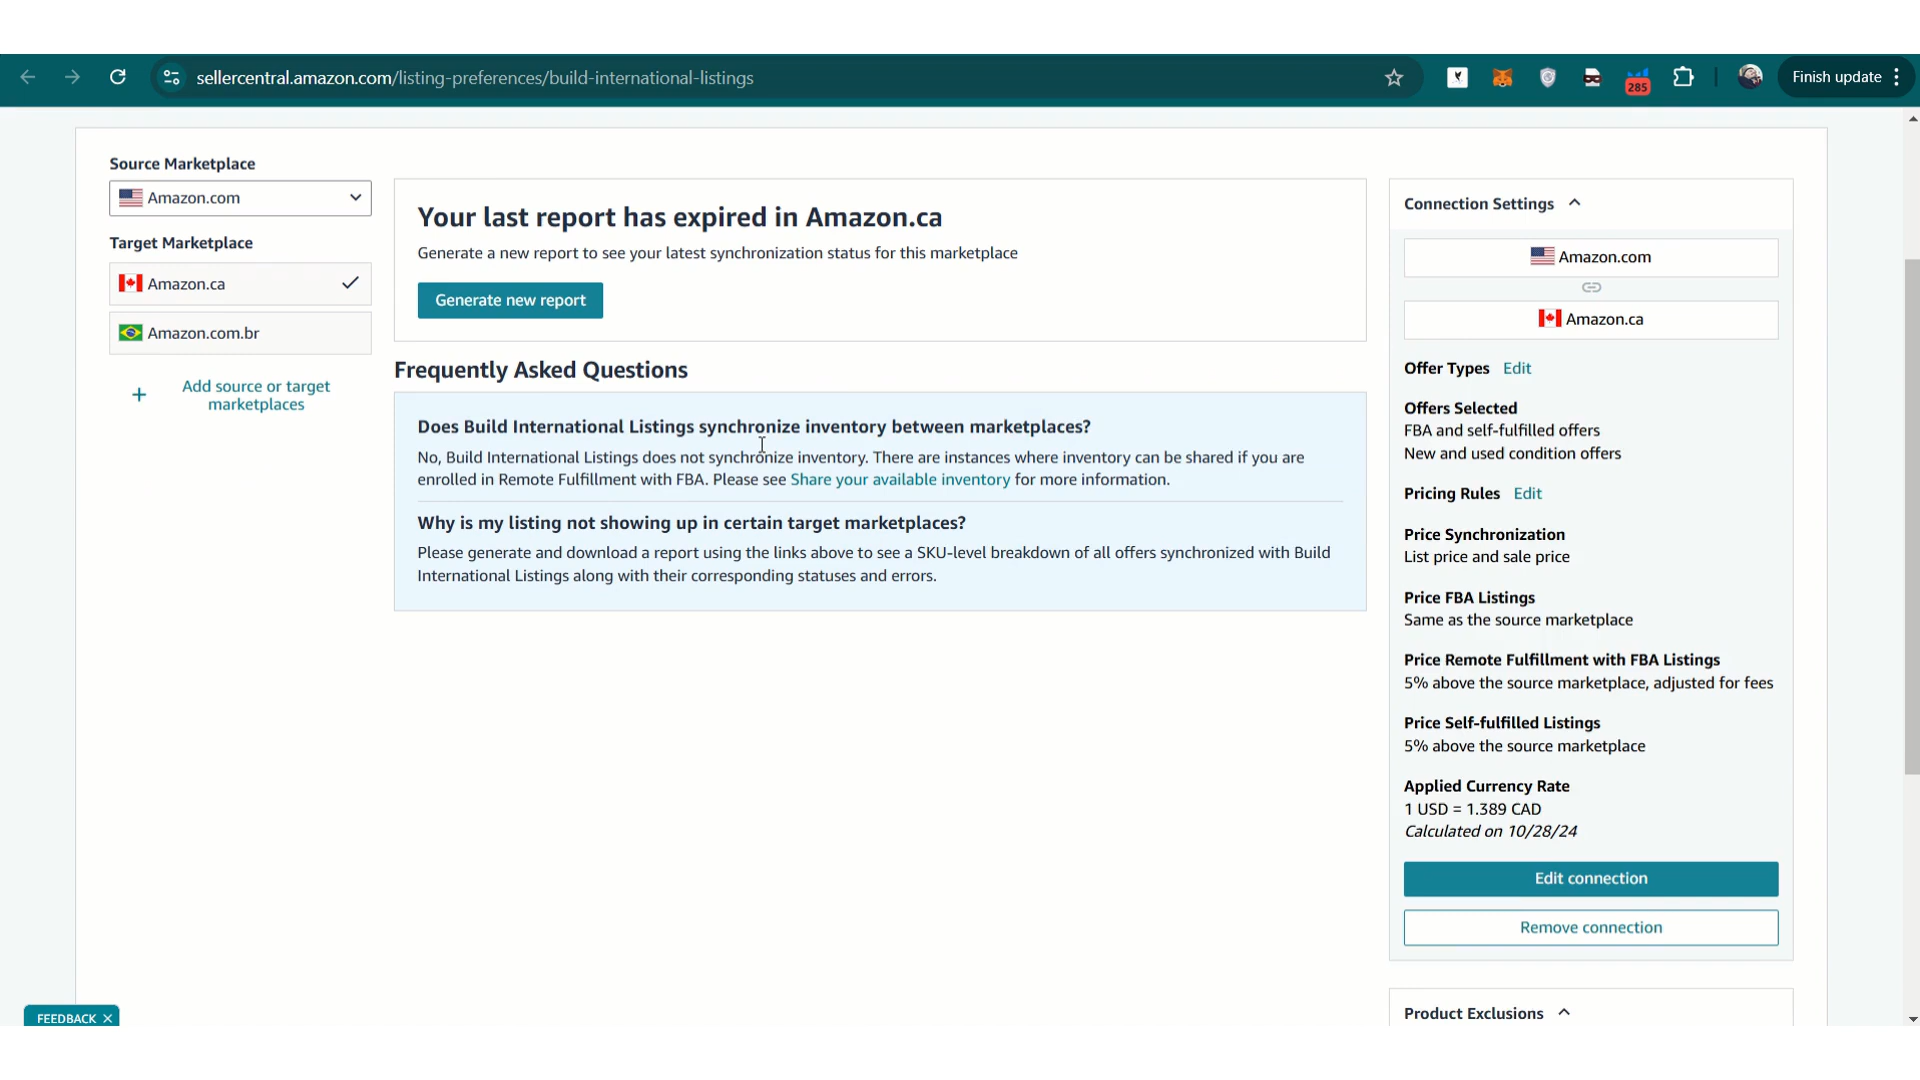 sellercentral.amazon.com/listing-preferences/build-international-listings
285
Finish update
Source Marketplace
Amazon.com
Target Marketplace
Amazon.ca
Amazon.com.br
+ Add source or target
marketplaces
Your last report has expired in Amazon.ca
Generate a new report to see your latest synchronization status for this marketplace
Generate new report
Frequently Asked Questions
Does Build International Listings synchronize inventory between marketplaces?
No, Build International Listings does not synchronize inventory. There are instances where inventory can be shared if you are
enrolled in Remote Fulfillment with FBA. Please see Share your available inventory for more information.
Why is my listing not showing up in certain target marketplaces?
Please generate and download a report using the links above to see a SKU-level breakdown of all offers synchronized with Build
International Listings along with their corresponding statuses and errors.
Connection Settings
Amazon.com
Amazon.ca
Offer Types Edit
Offers Selected
FBA and self-fulfilled offers
New and used condition offers
Pricing Rules Edit
Price Synchronization
List price and sale price
Price FBA Listings
Same as the source marketplace
Price Remote Fulfillment with FBA Listings
5% above the source marketplace, adjusted for fees
Price Self-fulfilled Listings
5% above the source marketplace
Applied Currency Rate
1 USD = 1.389 CAD
Calculated on 10/28/24
Edit connection
Remove connection
Product Exclusions
FEEDBACK